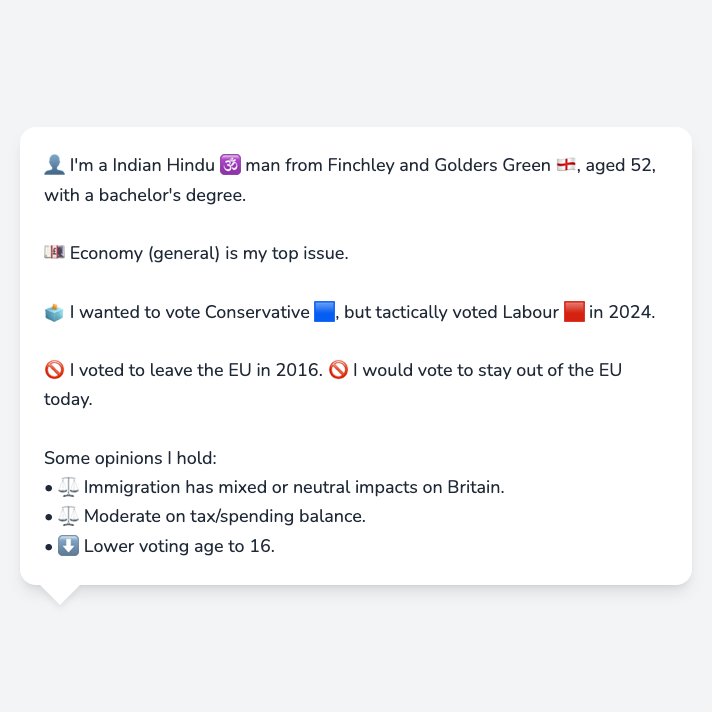 👤 I'm a Indian Hindu 🕉️ man from Finchley and Golders Green 🏴󠁧󠁢󠁥󠁮󠁧󠁿, aged 52,
with a bachelor's degree.
💷 Economy (general) is my top issue.
🗳️ I wanted to vote Conservative 🟦, but tactically voted Labour 🟥 in 2024.
🚫 I voted to leave the EU in 2016. 🚫 I would vote to stay out of the EU
today.
Some opinions I hold:
• ⚖️ Immigration has mixed or neutral impacts on Britain.
• ⚖️ Moderate on tax/spending balance.
• ⬇️ Lower voting age to 16.